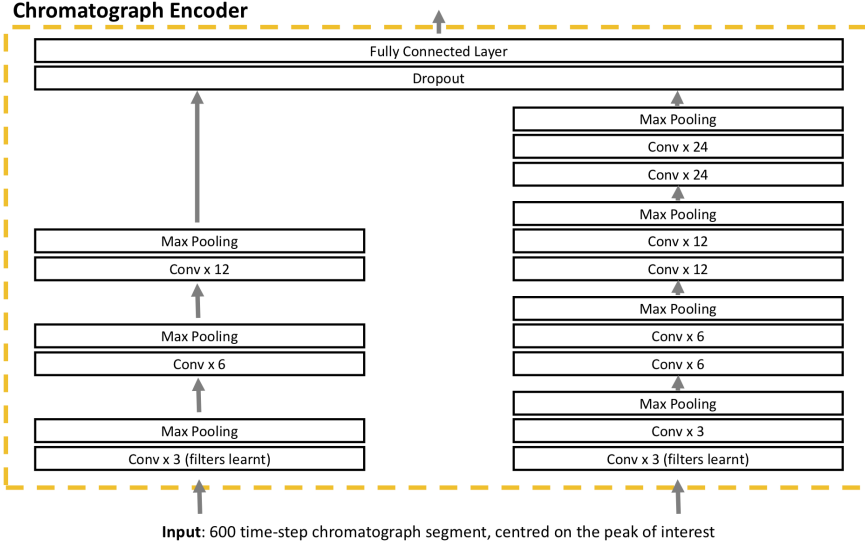 Chromatograph Encoder
Fully Connected Layer
Dropout
Max Pooling
Conv x 12
Max Pooling
Conv x 6
Max Pooling
Conv x 3 (filters learnt)
Max Pooling
Conv x 24
Conv x 24
Max Pooling
Conv x 12
Conv x 12
Max Pooling
Conv x 6
Conv x 6
Max Pooling
Conv x 3
Conv x 3 (filters learnt)
Input: 600 time-step chromatograph segment, centred on the peak of interest